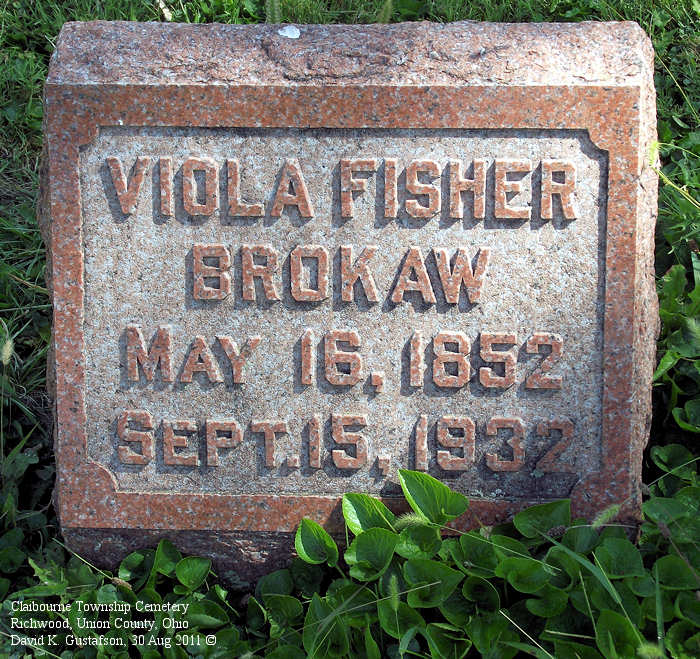 VIOLA FISHER
BROKAW
MAY 16, 1852
SEPT. 15, 1932
Claibourne Township Cemetery
Richwood, Union County, Ohio
David K. Gustafson, 30 Aug 2011 ©